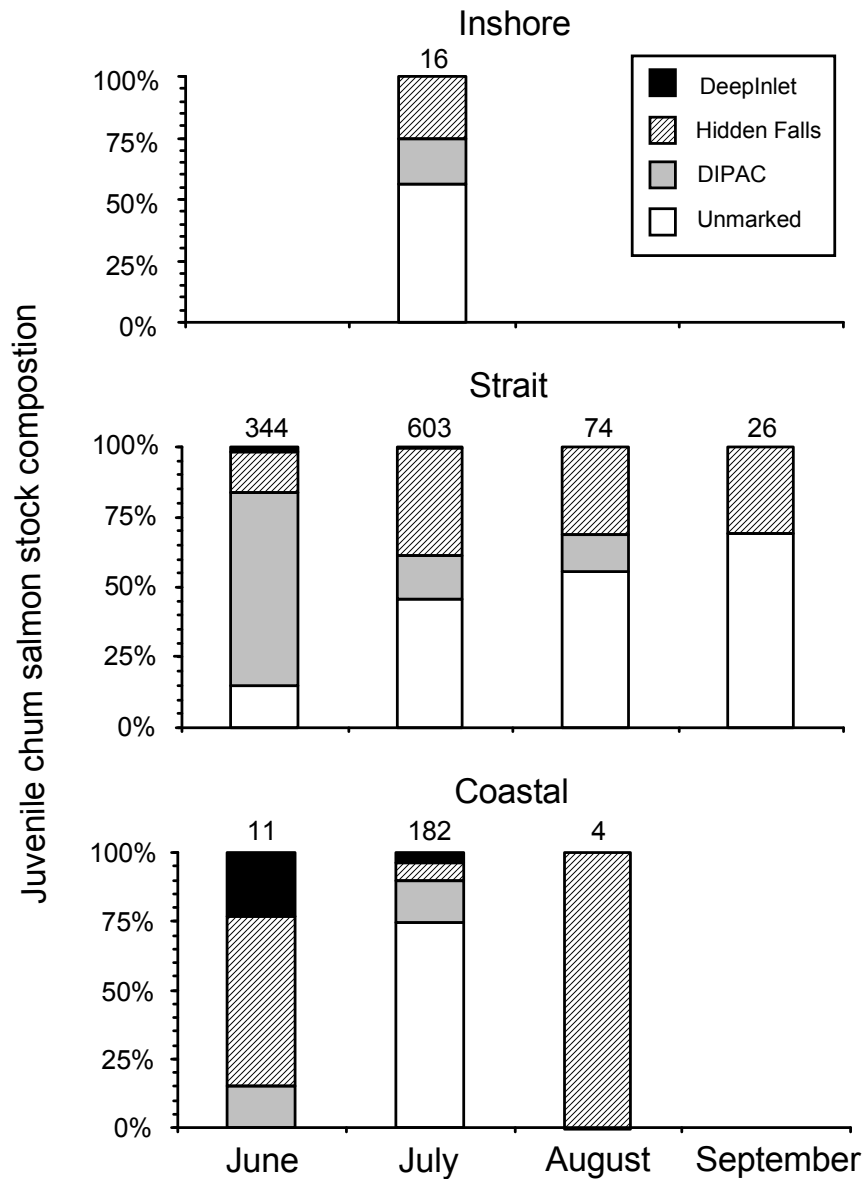 Inshore
16
100%
75%
50%
25%
0%
DeepInlet
Hidden Falls
DIPAC
Unmarked
Juvenile chum salmon stock compostion
Strait
344 603 74 26
100%
75%
50%
25%
0%
Coastal
11 182 4
100%
75%
50%
25%
0%
June July August September